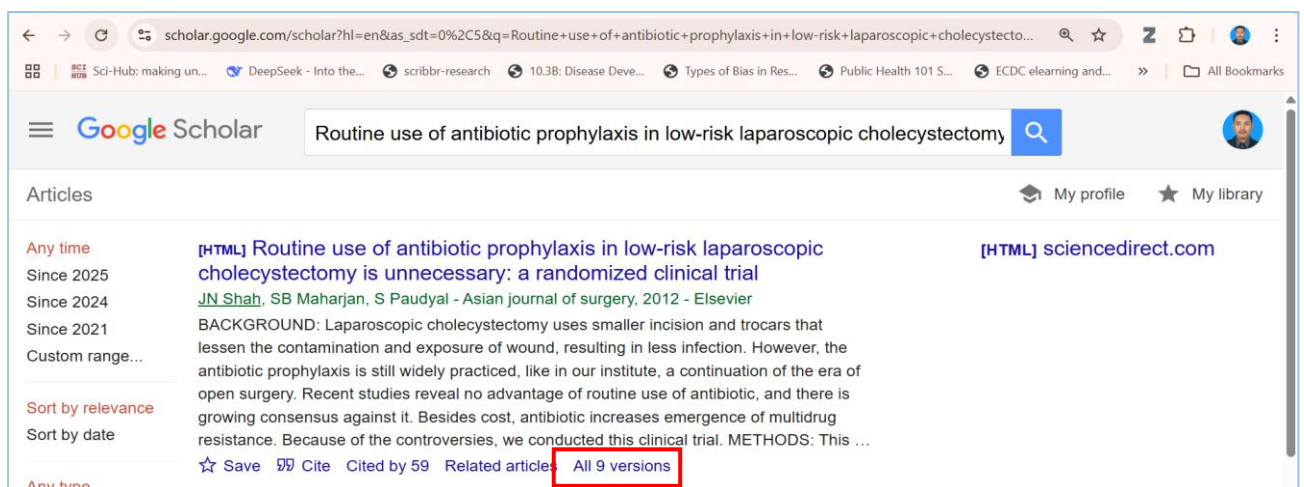 scholar.google.com/scholar?hl=en&as_sdt=0%2C5&q=Routine+use+of+antibiotic+prophylaxis+in+low-risk+laparoscopic+cholecystecto...
SCI HUB Sci-Hub: making un... DeepSeek - Into the... scribbr-research 10.3B: Disease Deve... Types of Bias in Res... Public Health 101 S... ECDC elearning and... » All Bookmarks
Google Scholar Routine use of antibiotic prophylaxis in low-risk laparoscopic cholecystectomy
Articles My profile My library
Any time
Since 2025
Since 2024
Since 2021
Custom range...
Sort by relevance
Sort by date
Any type
[HTML] Routine use of antibiotic prophylaxis in low-risk laparoscopic
cholecystectomy is unnecessary: a randomized clinical trial
JN Shah, SB Maharjan, S Paudyal - Asian journal of surgery, 2012 - Elsevier
BACKGROUND: Laparoscopic cholecystectomy uses smaller incision and trocars that
lessen the contamination and exposure of wound, resulting in less infection. However, the
antibiotic prophylaxis is still widely practiced, like in our institute, a continuation of the era of
open surgery. Recent studies reveal no advantage of routine use of antibiotic, and there is
growing consensus against it. Besides cost, antibiotic increases emergence of multidrug
resistance. Because of the controversies, we conducted this clinical trial. METHODS: This …
Save Cite Cited by 59 Related articles All 9 versions
[HTML] sciencedirect.com